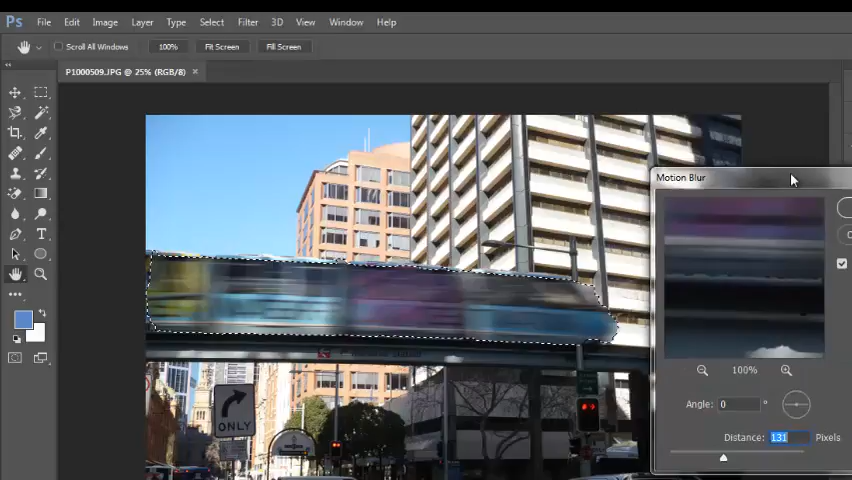 Ps File Edit Image Layer Type Select Filter 3D View Window Help
Scroll All Windows 100% Fit Screen Fill Screen
P1000509.JPG @ 25% (RGB/8) ×
Motion Blur
100%
Angle: 0 °
ONLY
Distance: 131 Pixels